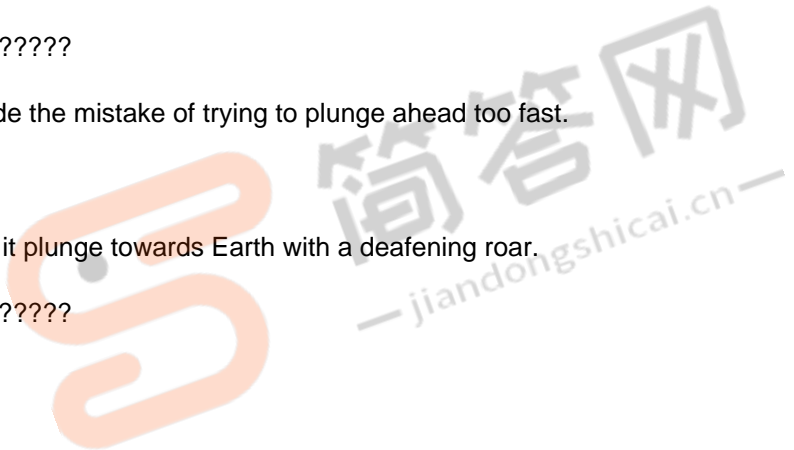 ?????
de the mistake of trying to plunge ahead too fast.
it plunge towards Earth with a deafening roar.
?????
简答网
jiandongshicai.cn